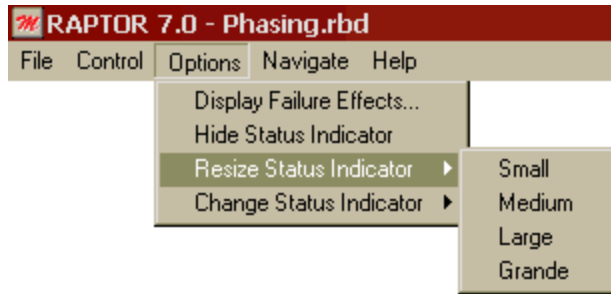 RAPTOR 7.0 - Phasing.rbd
File Control Options Navigate Help
Display Failure Effects...
Hide Status Indicator
Resize Status Indicator
Change Status Indicator
Small
Medium
Large
Grande